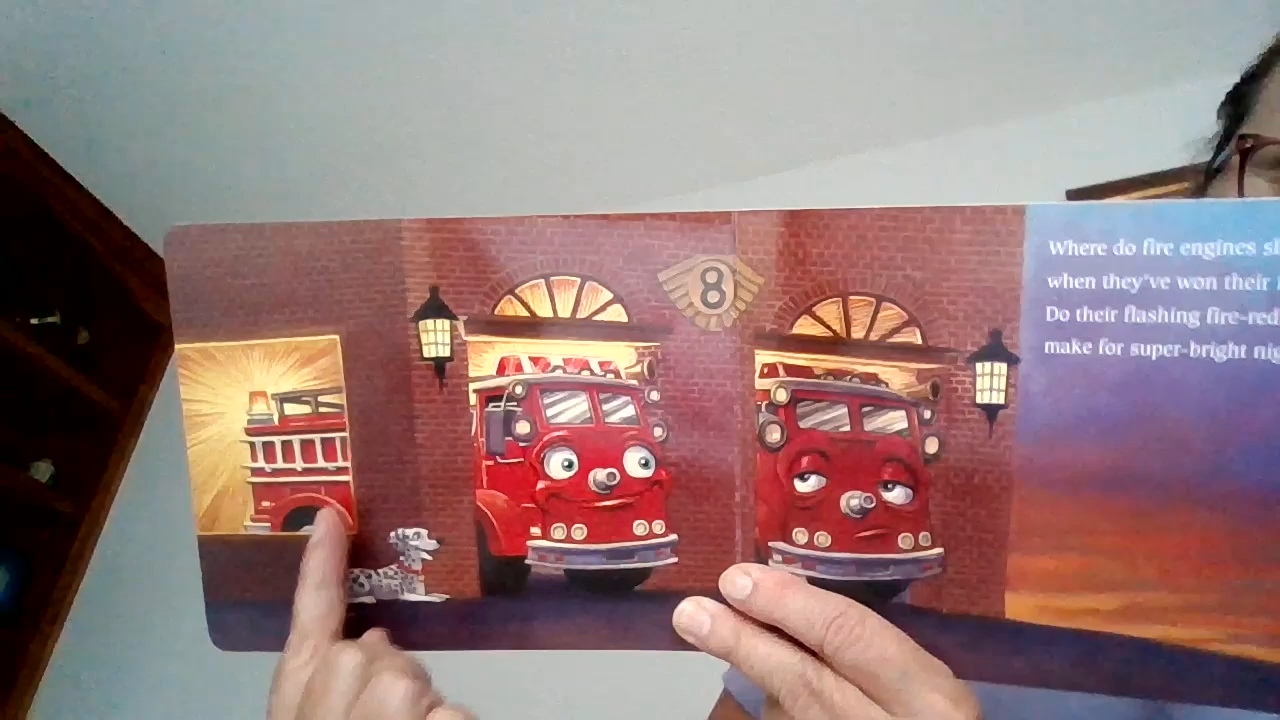 8
Where do fire engines
when they've won their
Do their flashing fire-red
make for super-bright